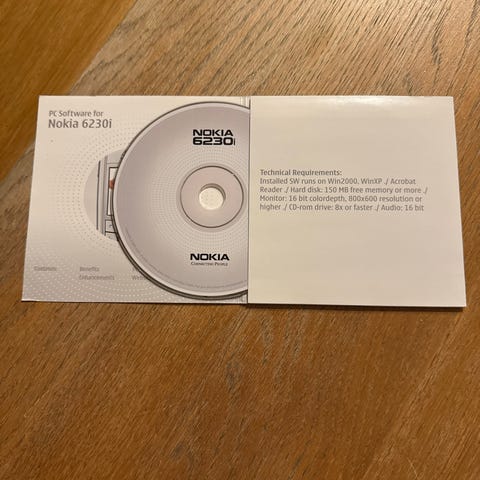 PC Software for
Nokia 6230i
Contents
Benefits
Enhancements
NOKIA
6230i
NOKIA
CONNECTING PEOPLE
Technical Requirements:
Installed SW runs on Win2000, WinXP ./ Acrobat
Reader ./ Hard disk: 150 MB free memory or more ./
Monitor: 16 bit colordepth, 800x600 resolution or
higher ./ CD-rom drive: 8x or faster ./ Audio: 16 bit